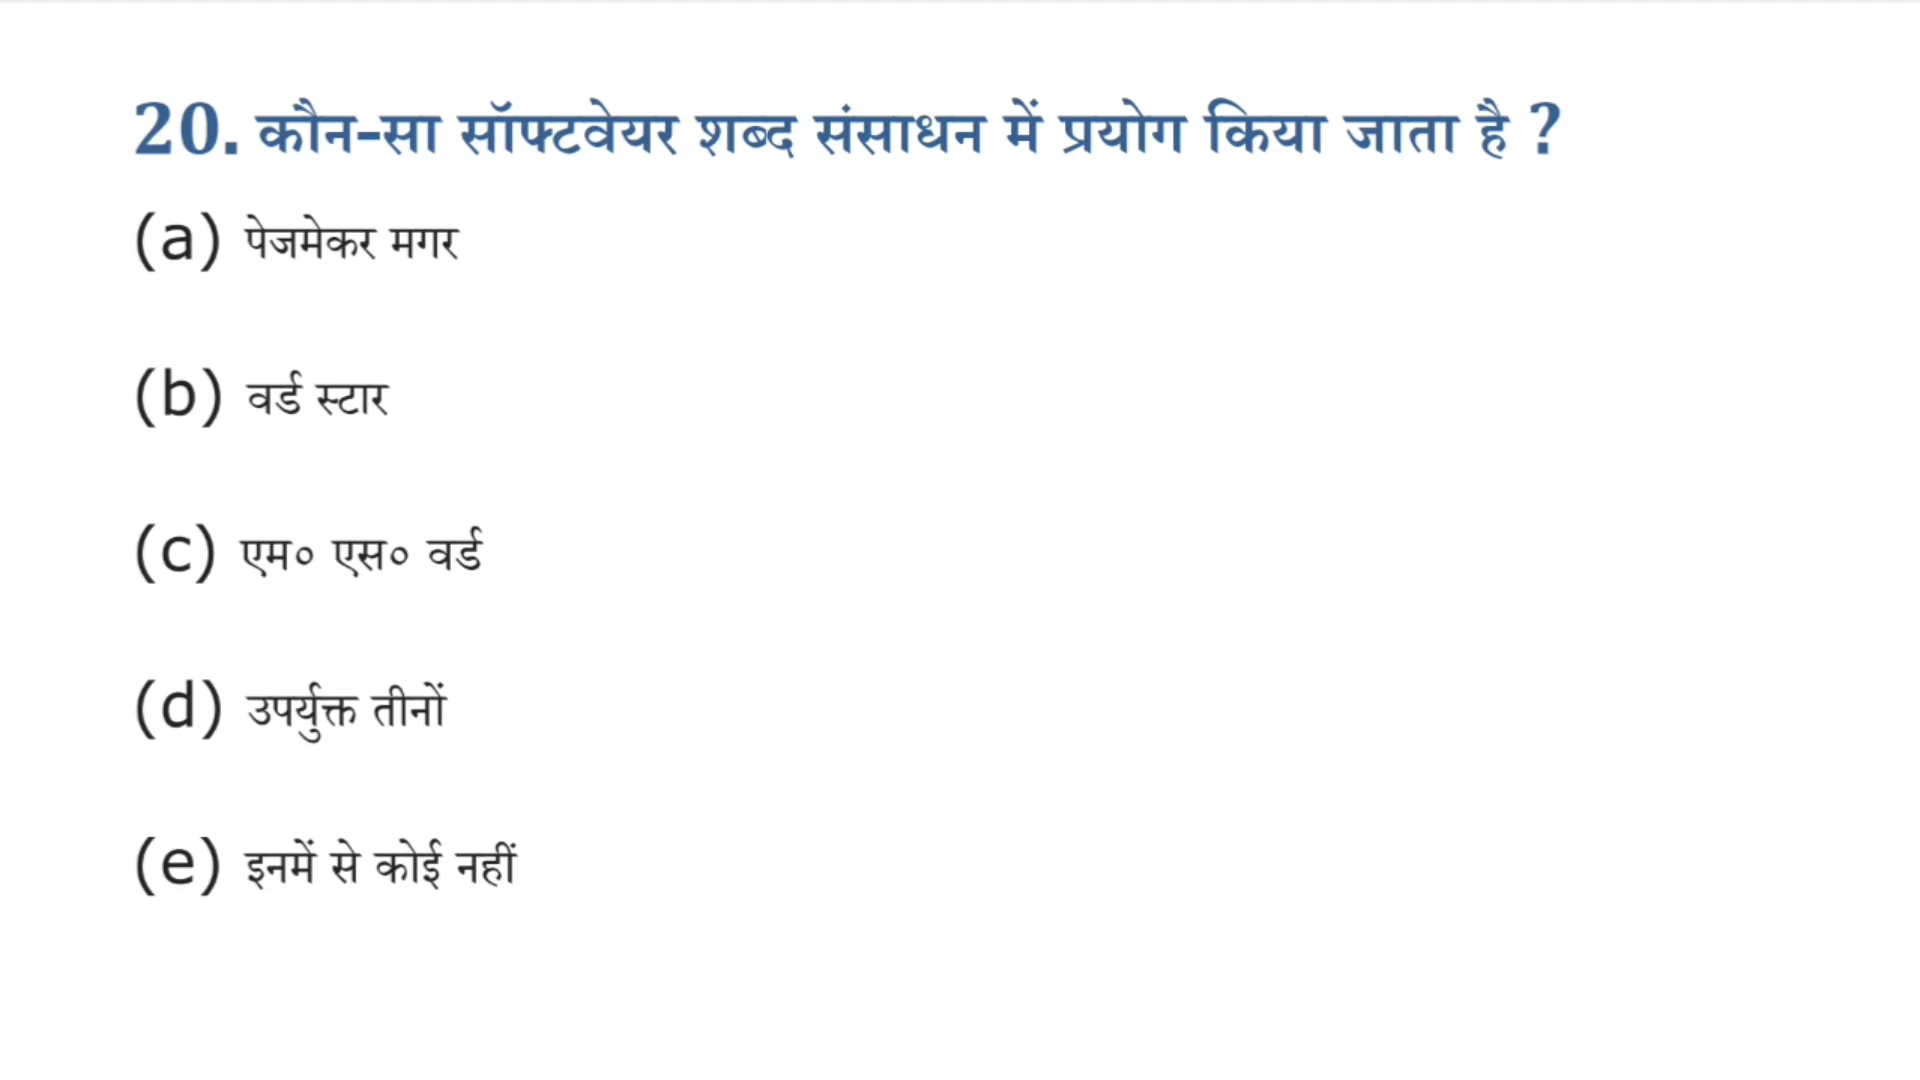 20. कौन-सा सॉफ्टवेयर शब्द संसाधन में प्रयोग किया जाता है ?
(a) पेजमेकर मगर
(b) वर्ड स्टार
(c) एम० एस० वर्ड
(d) उपर्युक्त तीनों
(e) इनमें से कोई नहीं